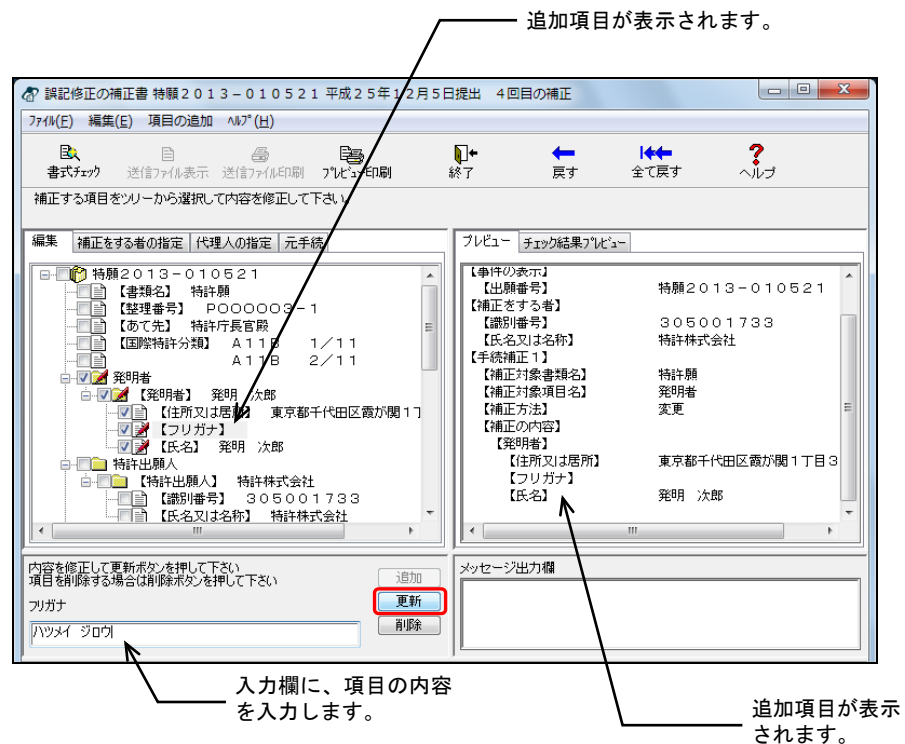 追加項目が表示されます。
誤記修正の補正書 特願２０１３－０１０５２１ 平成２５年１２月５日提出 ４回目の補正
ﾌｧｲﾙ(F) 編集(E) 項目の追加 ﾍﾙﾌﾟ(H)
書式ﾁｪｯｸ 送信ﾌｧｲﾙ表示 送信ﾌｧｲﾙ印刷 ﾌﾟﾚﾋﾞｭｰ印刷 終了 戻す 全て戻す ヘルプ
補正する項目をツリーから選択して内容を修正して下さい。
編集 補正をする者の指定 代理人の指定 元手続
特願２０１３－０１０５２１
【書類名】 特許願
【整理番号】 Ｐ０００００３－１
【あて先】 特許庁長官殿
【国際特許分類】 Ａ１１Ｂ １／１１
Ａ１１Ｂ ２／１１
発明者
【発明者】 発明 次郎
【住所又は居所】 東京都千代田区霞が関１丁
【フリガナ】
【氏名】 発明 次郎
特許出願人
【特許出願人】 特許株式会社
【識別番号】 ３０５００１７３３
【氏名又は名称】 特許株式会社
プレビュー チェック結果ﾌﾟﾚﾋﾞｭｰ
【事件の表示】
【出願番号】 特願２０１３－０１０５２１
【補正をする者】
【識別番号】 ３０５００１７３３
【氏名又は名称】 特許株式会社
【手続補正１】
【補正対象書類名】 特許願
【補正対象項目名】 発明者
【補正方法】 変更
【補正の内容】
【発明者】
【住所又は居所】 東京都千代田区霞が関１丁目３
【フリガナ】
【氏名】 発明 次郎
内容を修正して更新ボタンを押して下さい
項目を削除する場合は削除ボタンを押して下さい
追加
フリガナ
更新
ハツメイ ジロウ
削除
メッセージ出力欄
入力欄に、項目の内容
を入力します。
追加項目が表示
されます。